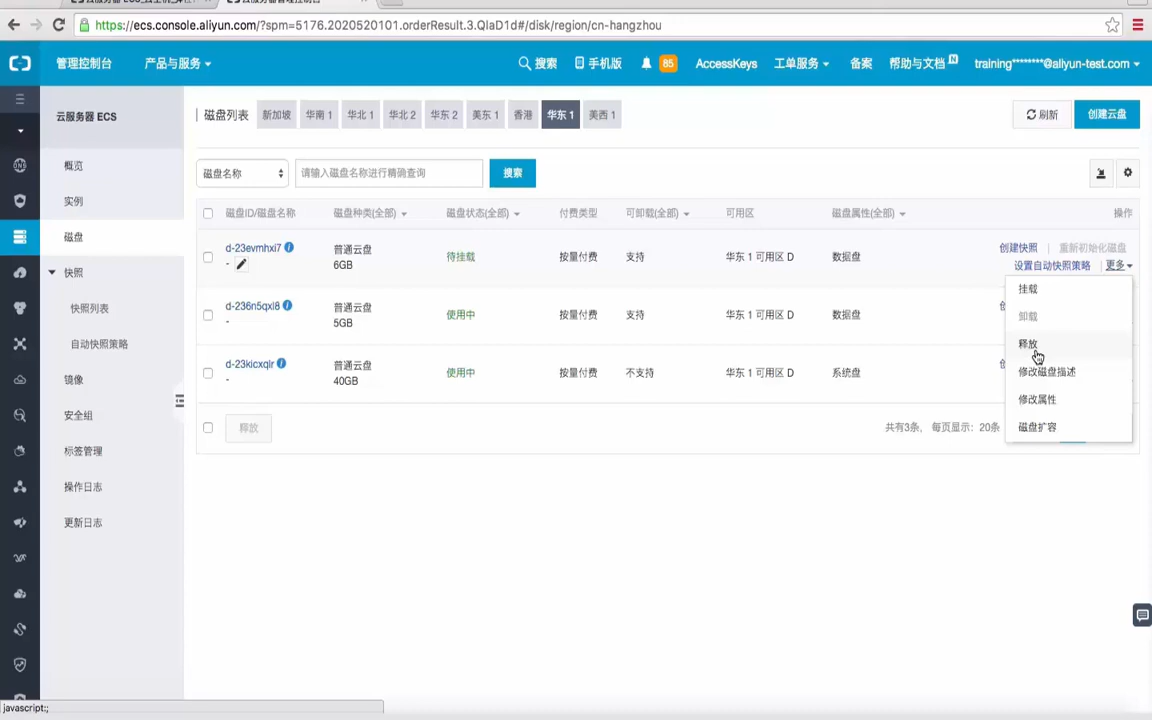 https://ecs.console.aliyun.com/?spm=5176.2020520101.orderResult.3.QIaD1d#/disk/region/cn-hangzhou
管理控制台 产品与服务 搜索 手机版 85 AccessKeys 工单服务 备案 帮助与文档 N training********@aliyun-test.com
云服务器 ECS
概览
实例
磁盘
快照
快照列表
自动快照策略
镜像
安全组
标签管理
操作日志
更新日志
磁盘列表 新加坡 华南 1 华北 1 华北 2 华东 2 美东 1 香港 华东 1 美西 1 刷新 创建云盘
磁盘名称 请输入磁盘名称进行精确查询 搜索
磁盘ID/磁盘名称 磁盘种类(全部) 磁盘状态(全部) 付费类型 可卸载(全部) 可用区 磁盘属性(全部) 操作
d-23evmhxi7 普通云盘 6GB 待挂载 按量付费 支持 华东 1 可用区 D 数据盘 创建快照 | 重新初始化磁盘
- 设置自动快照策略 | 更多
d-236n5qxl8 普通云盘 5GB 使用中 按量付费 支持 华东 1 可用区 D 数据盘
-
d-23kicxqlr 普通云盘 40GB 使用中 按量付费 不支持 华东 1 可用区 D 系统盘
-
挂载
卸载
释放
修改磁盘描述
修改属性
磁盘扩容
释放 共有3条, 每页显示: 20条
javascript:;